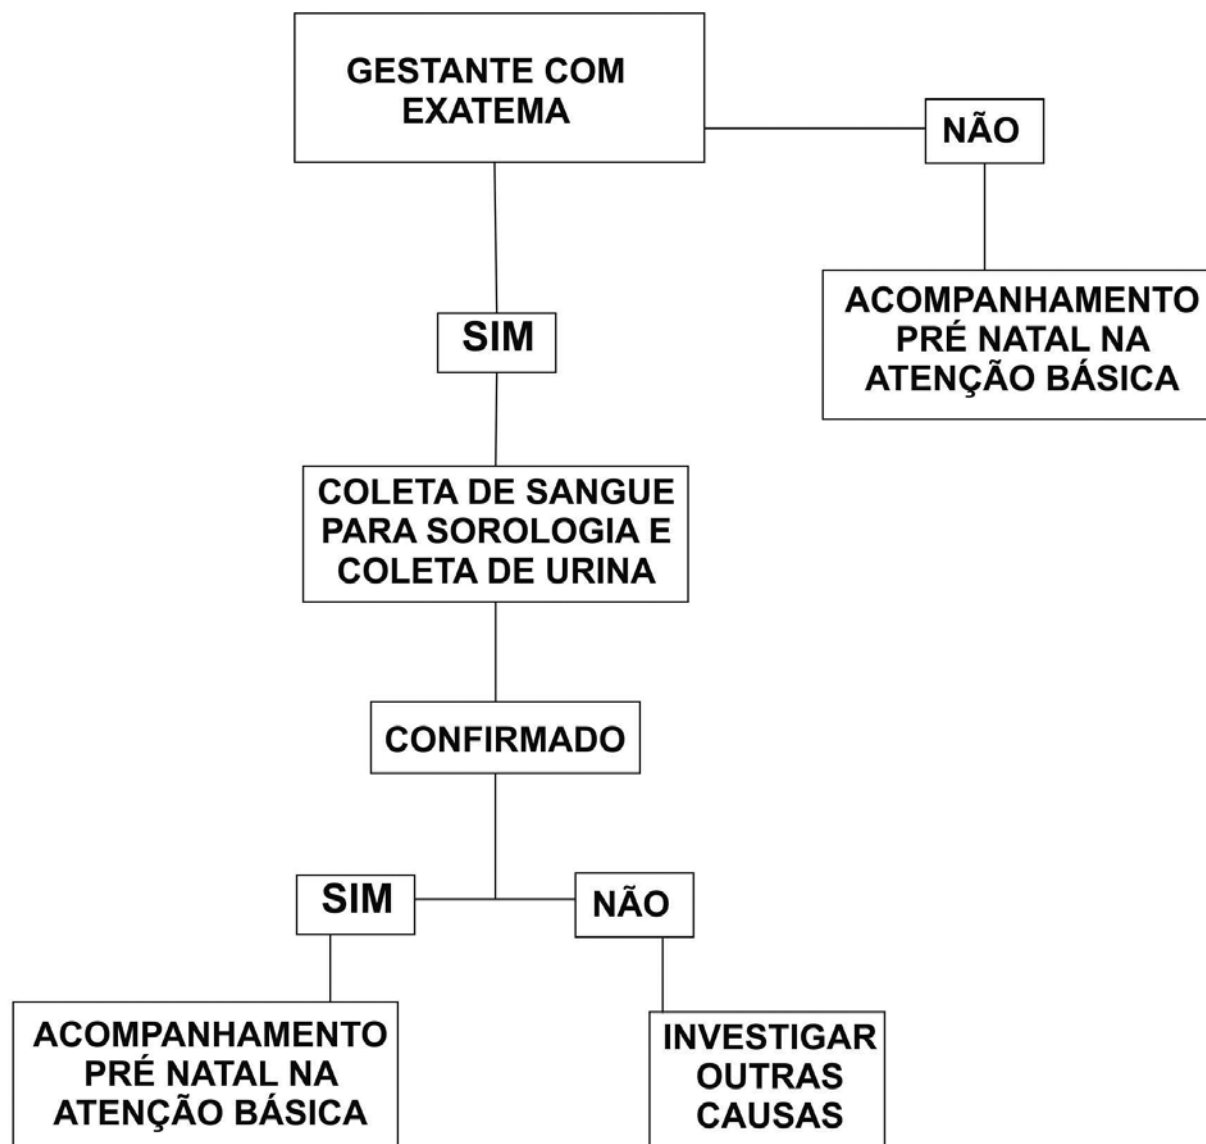 GESTANTE COM
EXATEMA
NÃO
ACOMPANHAMENTO
PRÉ NATAL NA
ATENÇÃO BÁSICA
SIM
COLETA DE SANGUE
PARA SOROLOGIA E
COLETA DE URINA
CONFIRMADO
SIM
NÃO
ACOMPANHAMENTO
PRÉ NATAL NA
ATENÇÃO BÁSICA
INVESTIGAR
OUTRAS
CAUSAS